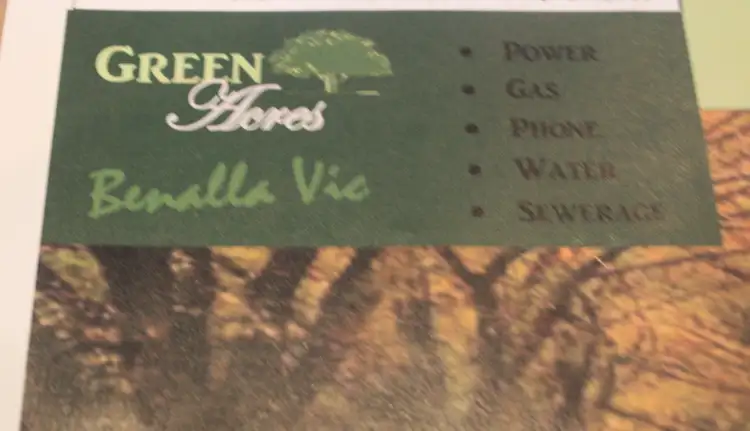 GREEN
Acres
Benalla Vic
• POWER
• GAS
• PHONE
• WATER
• SEWERAGE